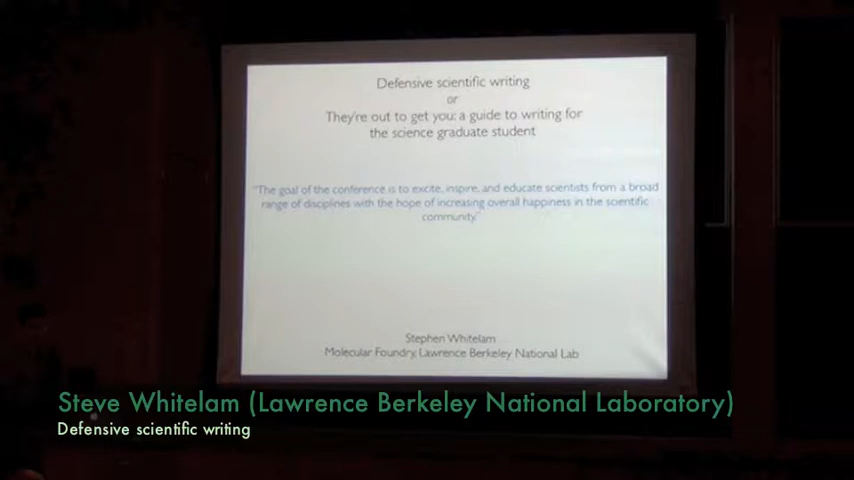 Defensive scientific writing
or
They're out to get you: a guide to writing for
the science graduate student
"The goal of the conference is to excite, inspire, and educate scientists from a broad
range of disciplines with the hope of increasing overall happiness in the scientific
community."
Stephen Whitelam
Molecular Foundry, Lawrence Berkeley National Lab
Steve Whitelam (Lawrence Berkeley National Laboratory)
Defensive scientific writing